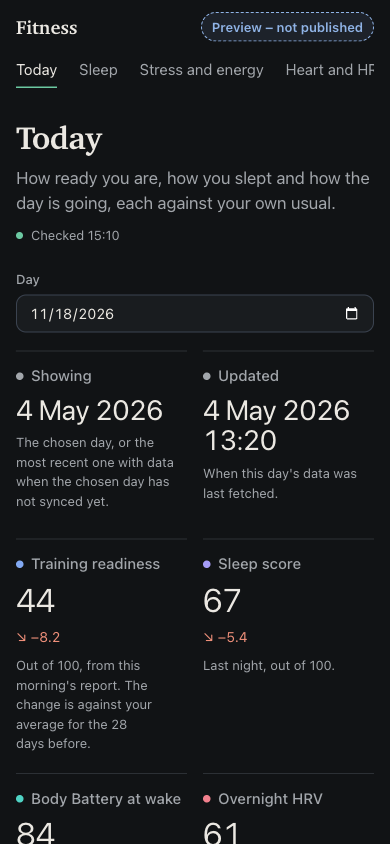 Fitness
Preview – not published
Today
Sleep
Stress and energy
Heart and HR
Today
How ready you are, how you slept and how the
day is going, each against your own usual.
Checked 15:10
Day
11/18/2026
Showing
4 May 2026
The chosen day, or the
most recent one with data
when the chosen day has
not synced yet.
Updated
4 May 2026
13:20
When this day's data was
last fetched.
Training readiness
44
↘ −8.2
Out of 100, from this
morning's report. The
change is against your
average for the 28
days before.
Sleep score
67
↘ −5.4
Last night, out of 100.
Body Battery at wake
84
Overnight HRV
61